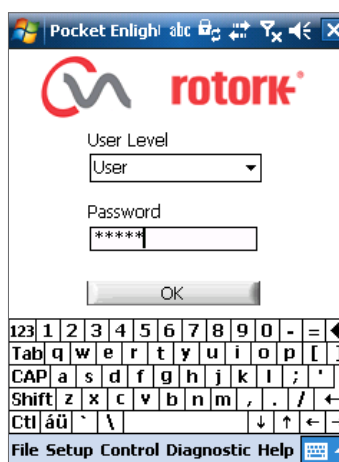 Pocket Enligh abc
rotork
User Level
User
Password
*****
OK
123 1 2 3 4 5 6 7 8 9 0 - =
Tab q w e r t y u i o p [ ]
CAP a s d f g h j k l ; '
Shift z x c v b n m , . /
Ctl áü ` \
File Setup Control Diagnostic Help